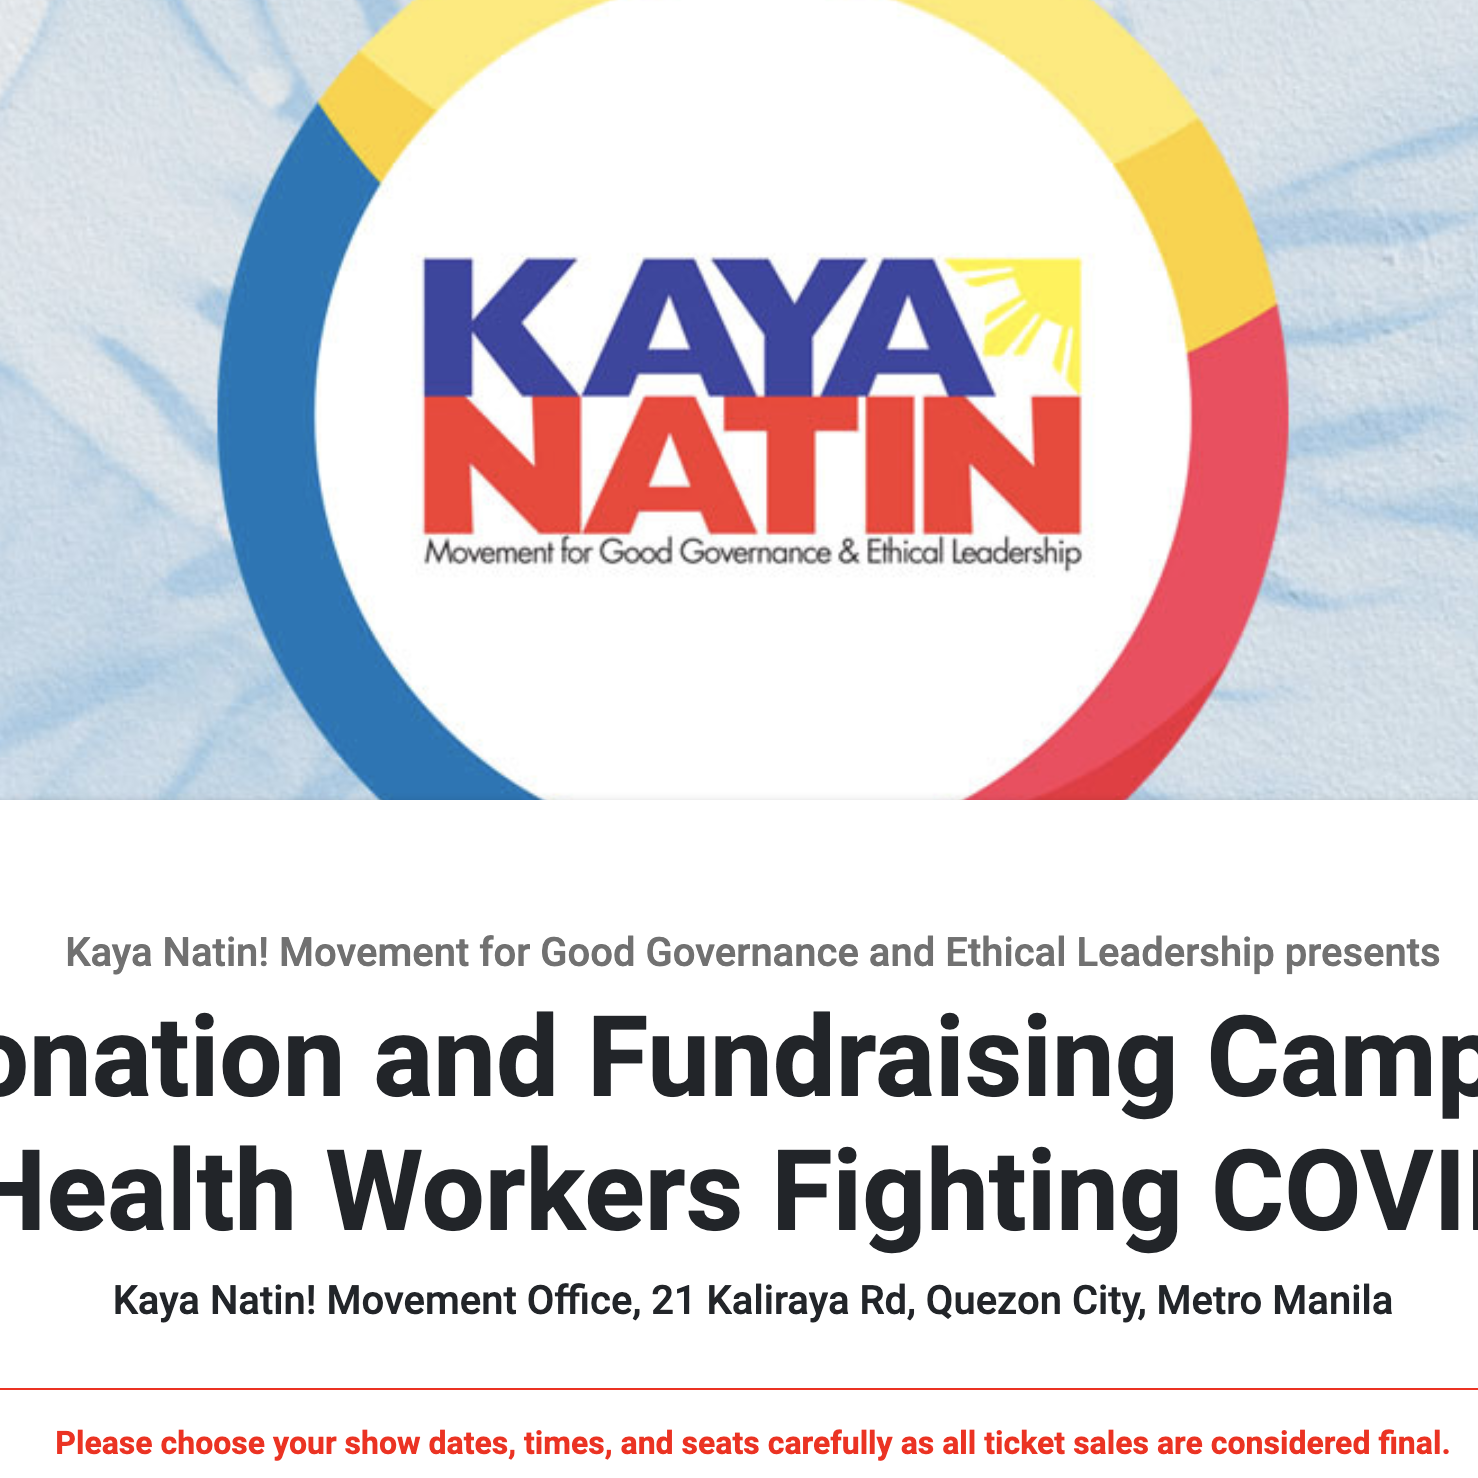 KAYA
NATIN
Movement for Good Governance & Ethical Leadership
Kaya Natin! Movement for Good Governance and Ethical Leadership presents
onation and Fundraising Camp
Health Workers Fighting COVI
Kaya Natin! Movement Office, 21 Kaliraya Rd, Quezon City, Metro Manila
Please choose your show dates, times, and seats carefully as all ticket sales are considered final.